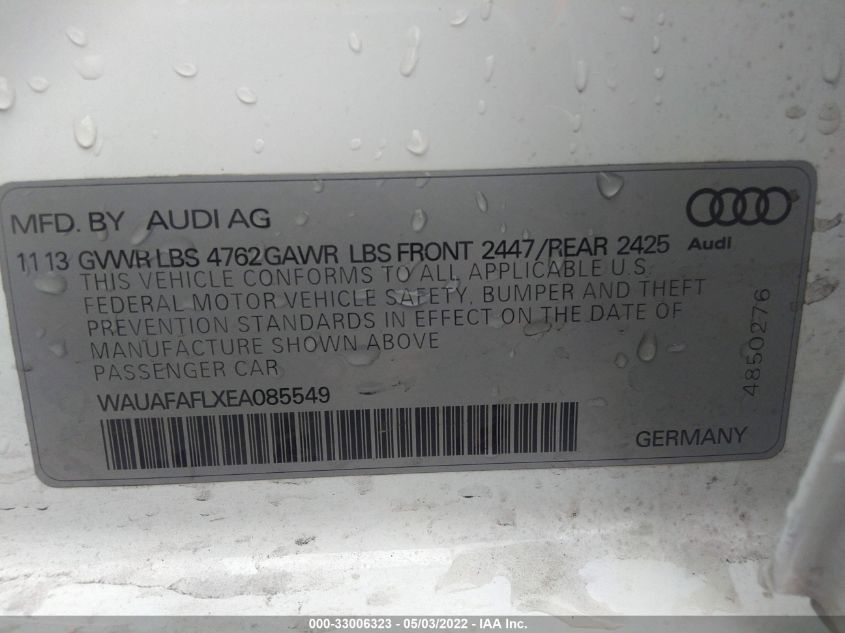 MFD. BY AUDI AG
Audi
11 13 GVWR LBS 4762 GAWR LBS FRONT 2447/REAR 2425
THIS VEHICLE CONFORMS TO ALL APPLICABLE U.S.
FEDERAL MOTOR VEHICLE SAFETY, BUMPER AND THEFT
PREVENTION STANDARDS IN EFFECT ON THE DATE OF
MANUFACTURE SHOWN ABOVE
PASSENGER CAR
WAUAFAFLXEA085549
4850276
GERMANY
000-33006323 - 05/03/2022 - IAA Inc.